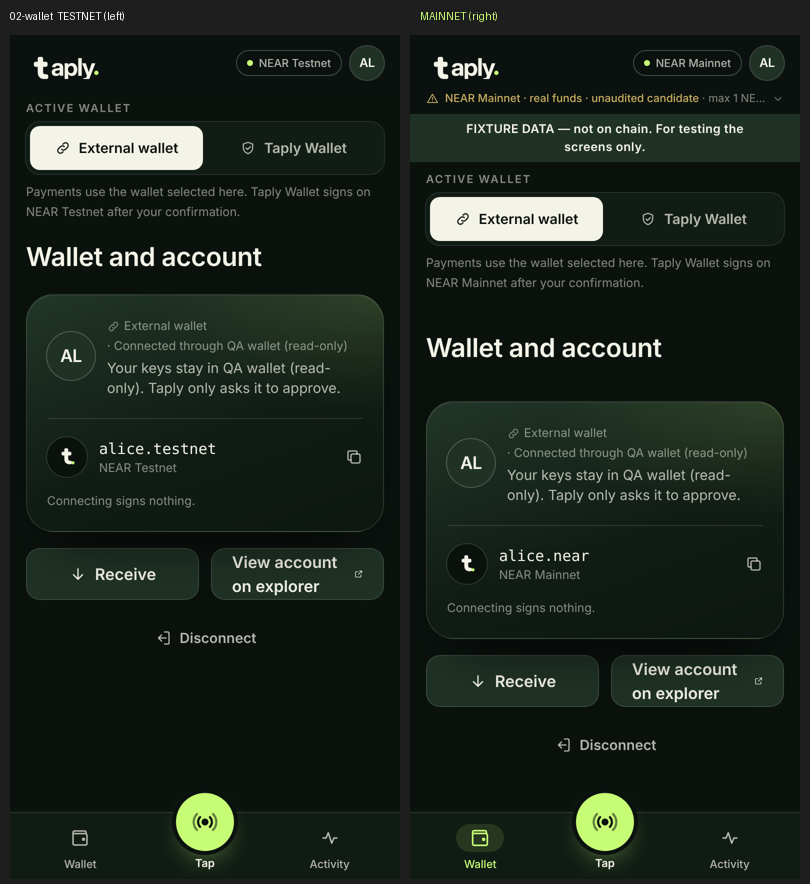 02-wallet TESTNET (left)
taply.
NEAR Testnet
AL
ACTIVE WALLET
External wallet
Taply Wallet
Payments use the wallet selected here. Taply Wallet signs on
NEAR Testnet after your confirmation.
Wallet and account
AL
External wallet
· Connected through QA wallet (read-only)
Your keys stay in QA wallet (read-
only). Taply only asks it to approve.
t
alice.testnet
NEAR Testnet
Connecting signs nothing.
Receive
View account
on explorer
Disconnect
Wallet
Tap
Activity
MAINNET (right)
taply.
NEAR Mainnet
AL
NEAR Mainnet · real funds · unaudited candidate · max 1 NE...
FIXTURE DATA — not on chain. For testing the
screens only.
ACTIVE WALLET
External wallet
Taply Wallet
Payments use the wallet selected here. Taply Wallet signs on
NEAR Mainnet after your confirmation.
Wallet and account
AL
External wallet
· Connected through QA wallet (read-only)
Your keys stay in QA wallet (read-
only). Taply only asks it to approve.
t
alice.near
NEAR Mainnet
Connecting signs nothing.
Receive
View account
on explorer
Disconnect
Wallet
Tap
Activity